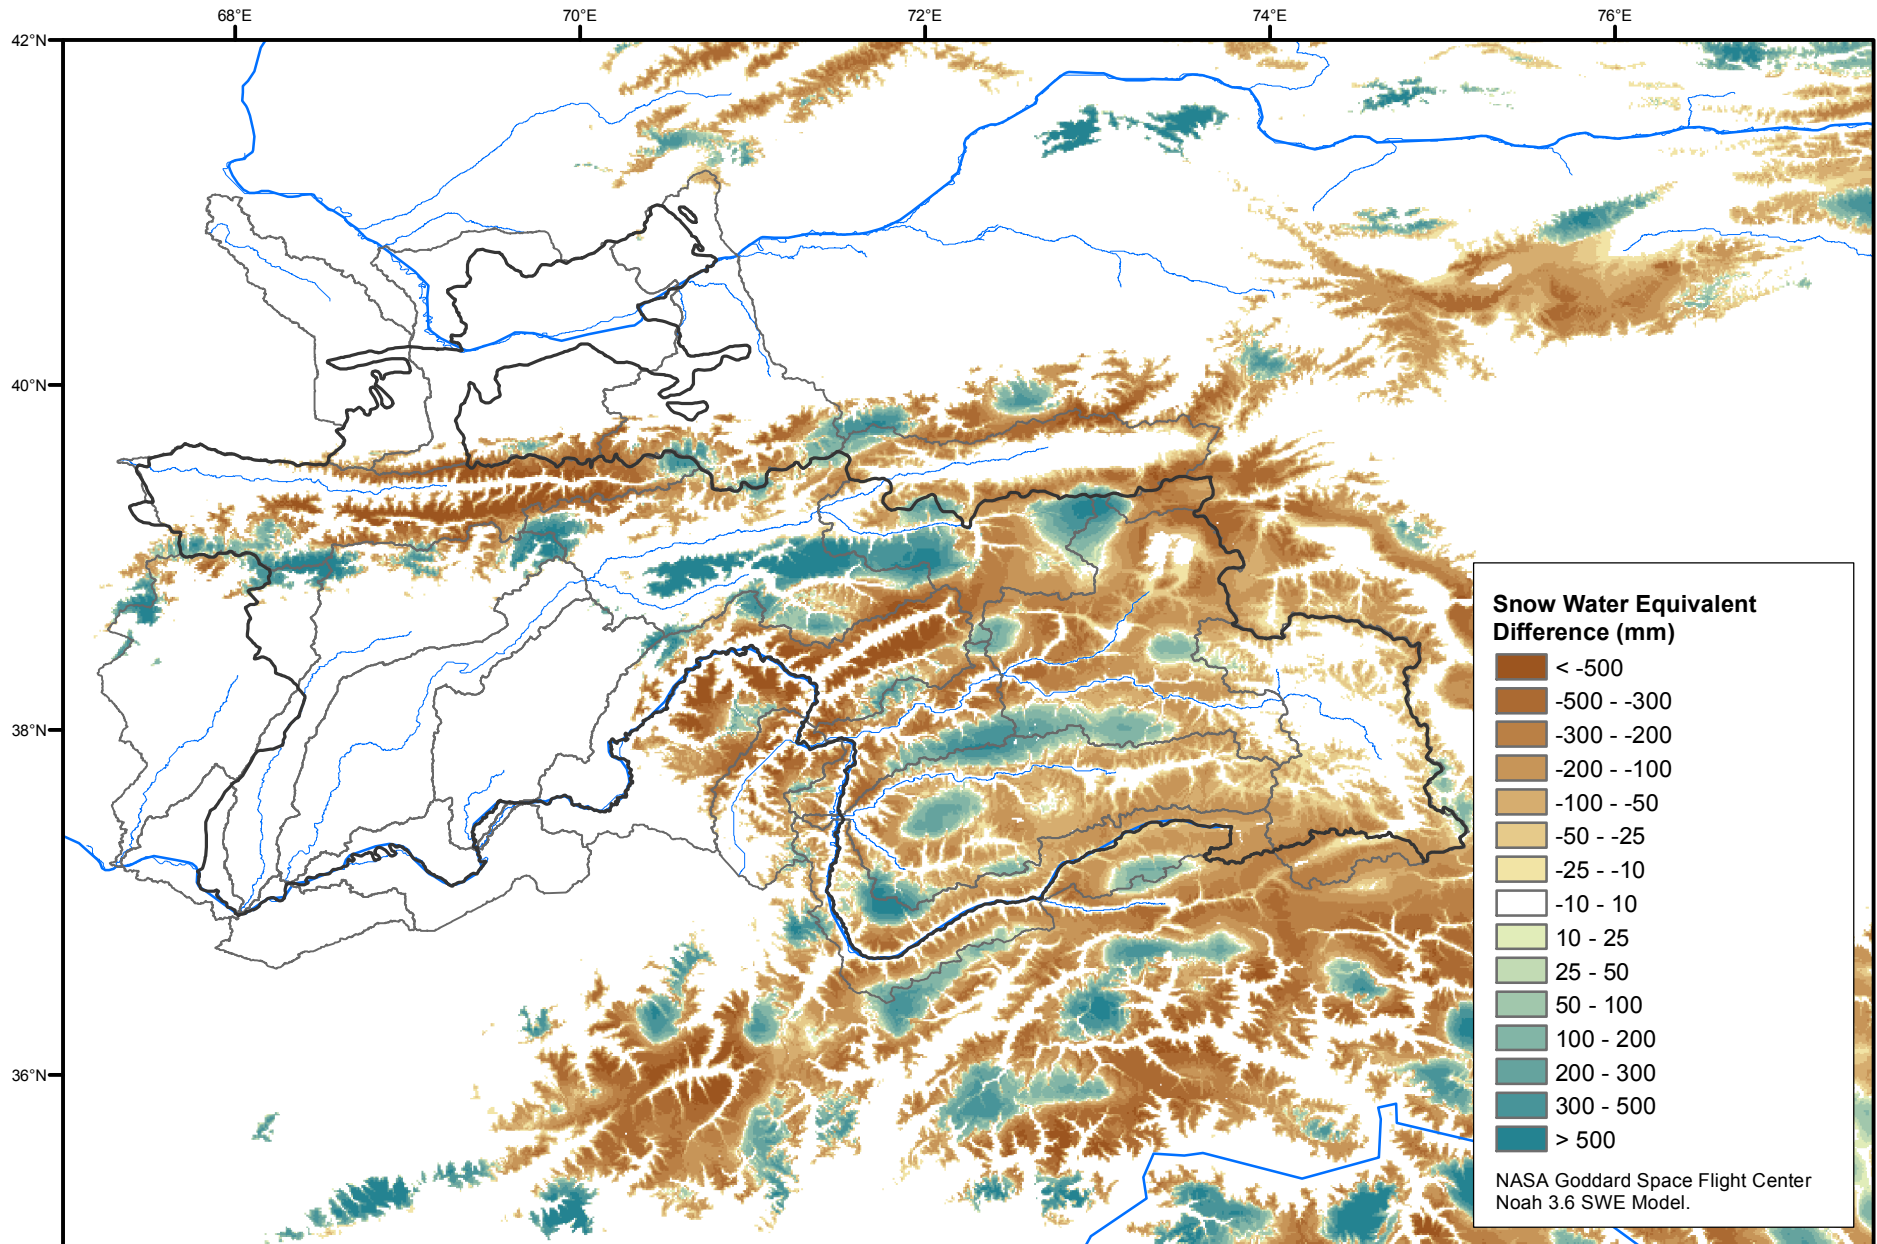 68°E 70°E 72°E 74°E 76°E
42°N
40°N
38°N
36°N
Snow Water Equivalent
Difference (mm)
< -500
-500 - -300
-300 - -200
-200 - -100
-100 - -50
-50 - -25
-25 - -10
-10 - 10
10 - 25
25 - 50
50 - 100
100 - 200
200 - 300
300 - 500
> 500
NASA Goddard Space Flight Center
Noah 3.6 SWE Model.